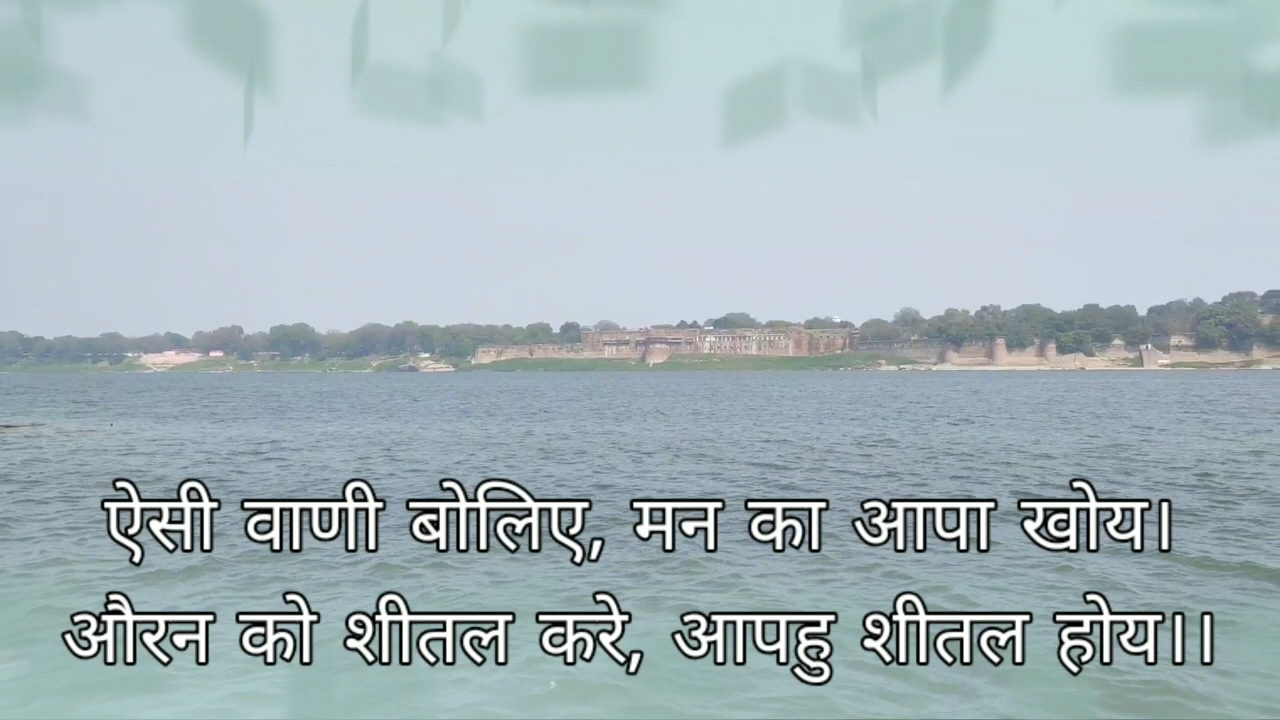 ऐसी वाणी बोलिए, मन का आपा खोय।
औरन को शीतल करे, आपहु शीतल होय।।